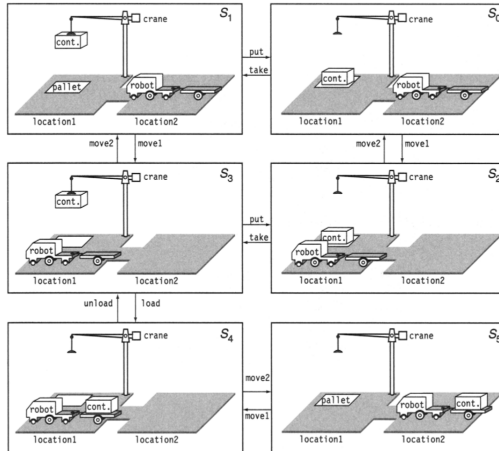 S₁
crane
cont.
pallet
robot
location1
location2
put
take
S₀
crane
cont.
robot
location1
location2
move2
move1
move2
move1
S₃
crane
cont.
robot
location1
location2
put
take
S₂
crane
cont.
robot
location1
location2
unload
load
S₄
crane
robot
cont.
location1
location2
move2
move1
S₅
crane
pallet
robot
cont.
location1
location2